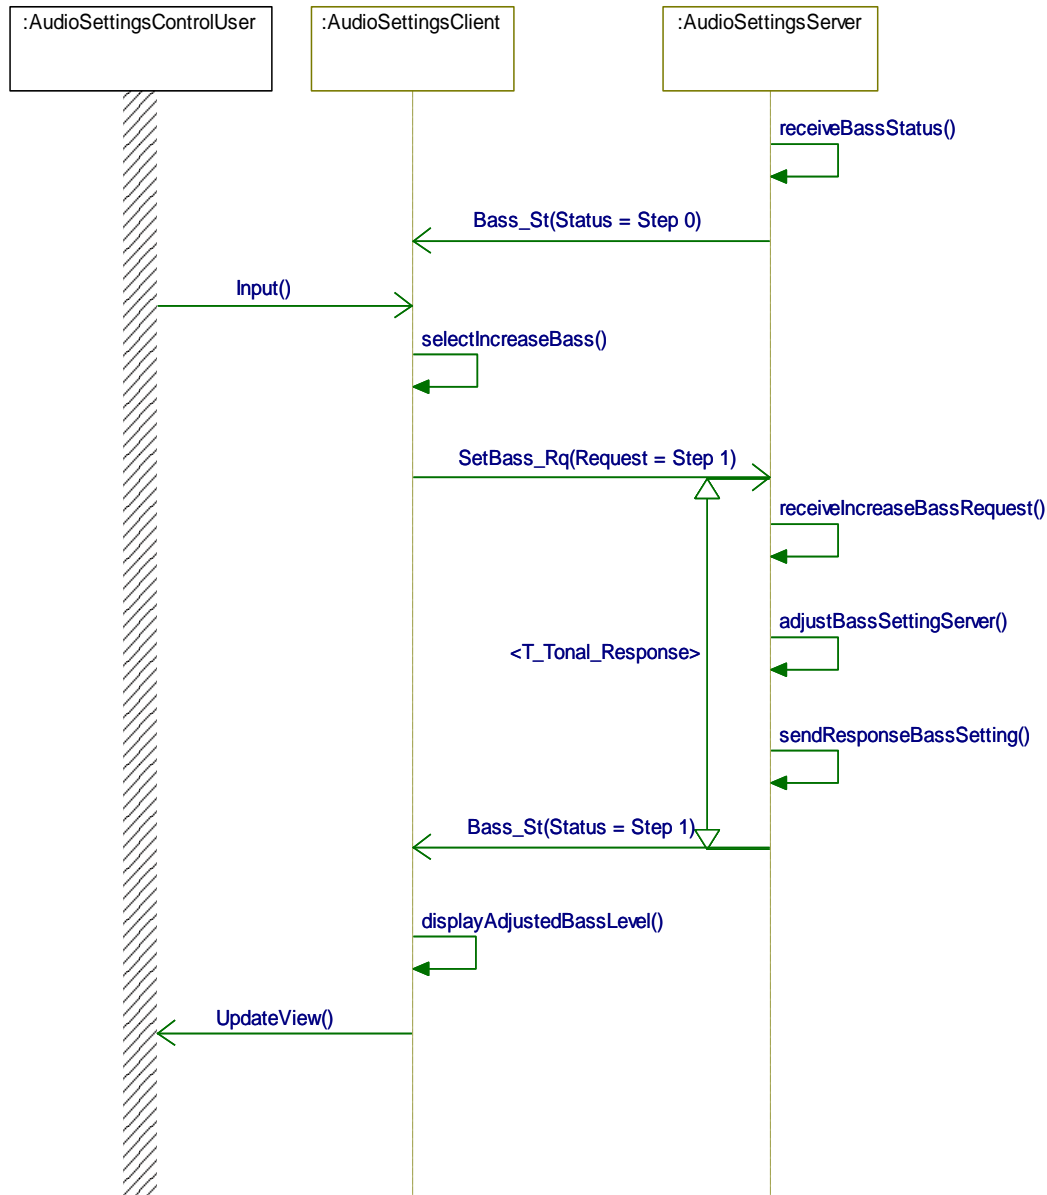 :AudioSettingsControlUser
:AudioSettingsClient
:AudioSettingsServer
receiveBassStatus()
Bass_St(Status = Step 0)
Input()
selectIncreaseBass()
SetBass_Rq(Request = Step 1)
receiveIncreaseBassRequest()
adjustBassSettingServer()
<T_Tonal_Response>
sendResponseBassSetting()
Bass_St(Status = Step 1)
displayAdjustedBassLevel()
UpdateView()